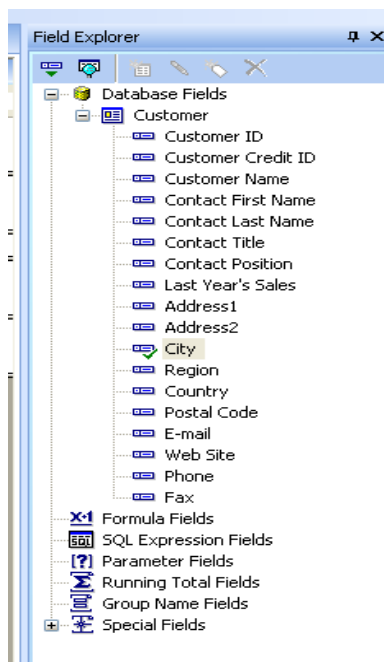 Field Explorer
Database Fields
Customer
Customer ID
Customer Credit ID
Customer Name
Contact First Name
Contact Last Name
Contact Title
Contact Position
Last Year's Sales
Address1
Address2
City
Region
Country
Postal Code
E-mail
Web Site
Phone
Fax
X+1 Formula Fields
SQL SQL Expression Fields
[?] Parameter Fields
Σ Running Total Fields
Group Name Fields
Special Fields